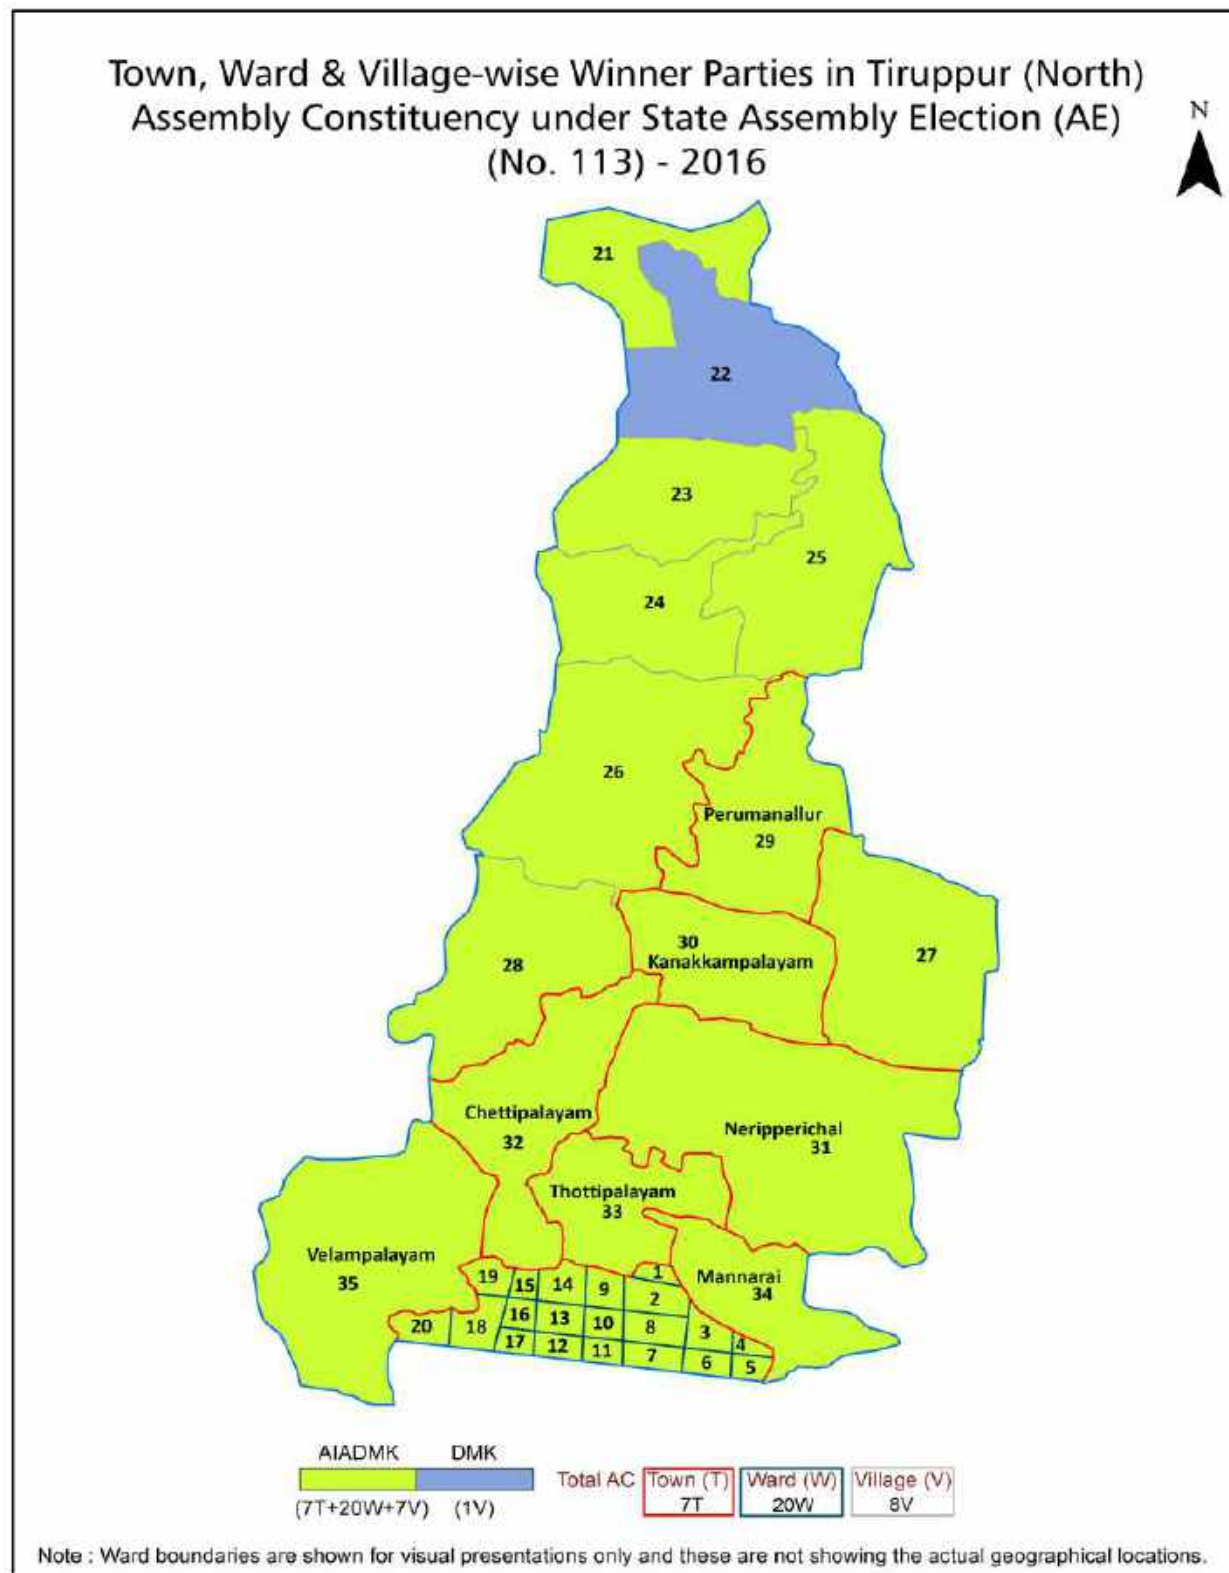 Town, Ward & Village-wise Winner Parties in Tiruppur (North)
Assembly Constituency under State Assembly Election (AE)
(No. 113) - 2016
N
21
22
23
25
24
26
Perumanallur
29
30
Kanakkampalayam
27
28
Chettipalayam
32
Neripperichal
31
Thottipalayam
33
Velampalayam
35
Mannarai
34
19 15 14 9 1
2
20 18 16 13 10 8 3 4
17 12 11 7 6 5
AIADMK DMK
(7T+20W+7V) (1V)
Total AC Town (T) Ward (W) Village (V)
7T 20W 8V
Note : Ward boundaries are shown for visual presentations only and these are not showing the actual geographical locations.